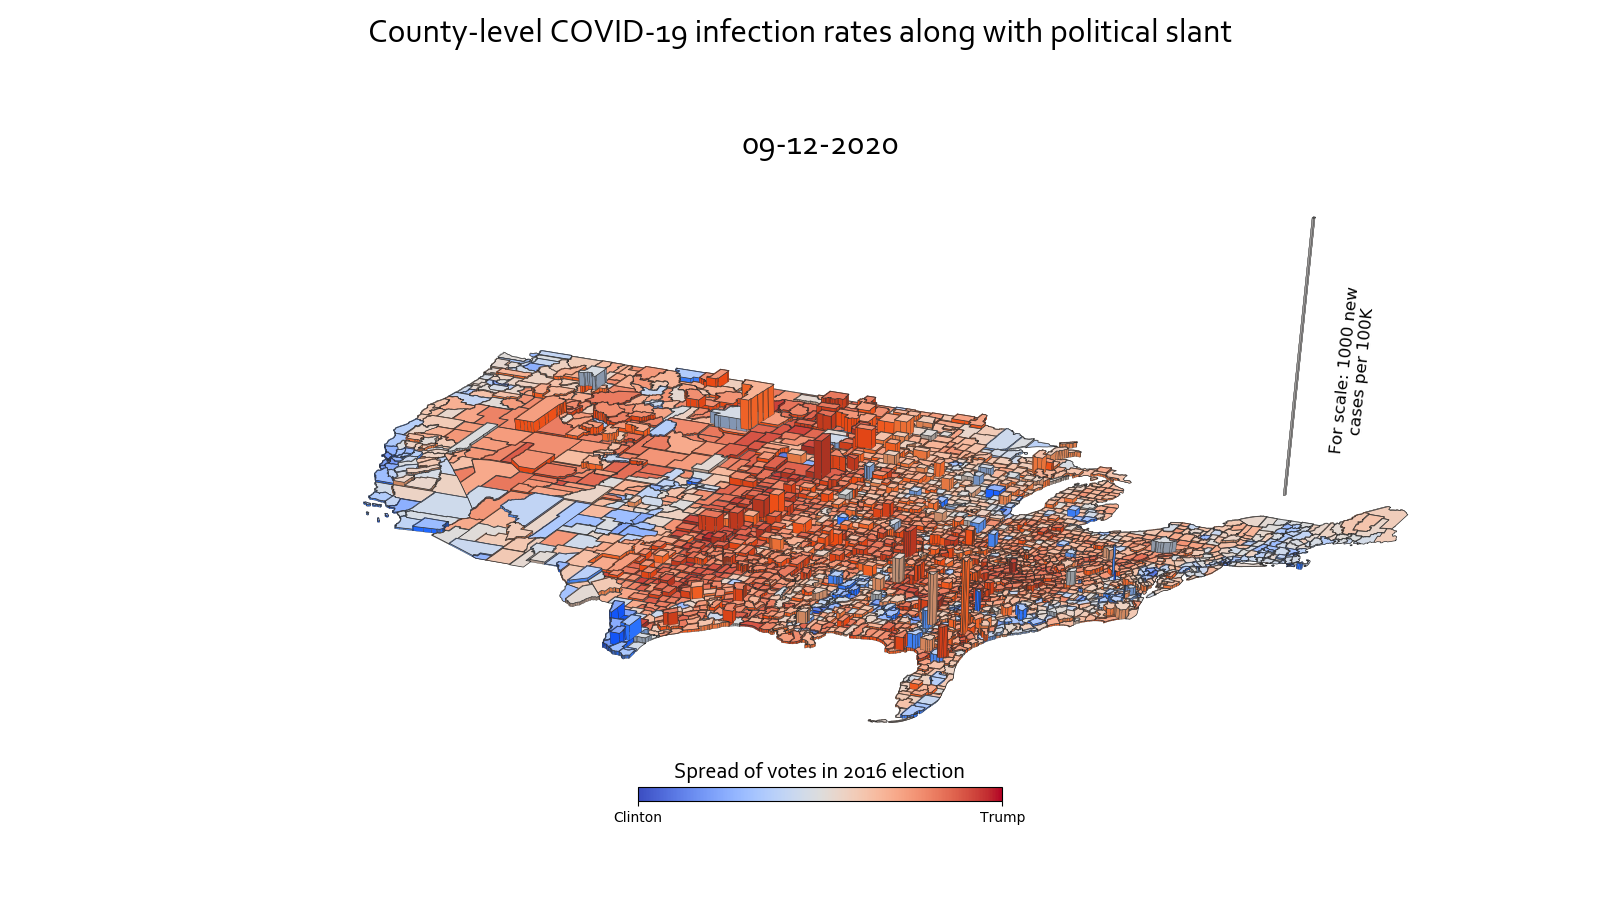 County-level COVID-19 infection rates along with political slant
09-12-2020
For scale: 1000 new
cases per 100K
Spread of votes in 2016 election
Clinton
Trump